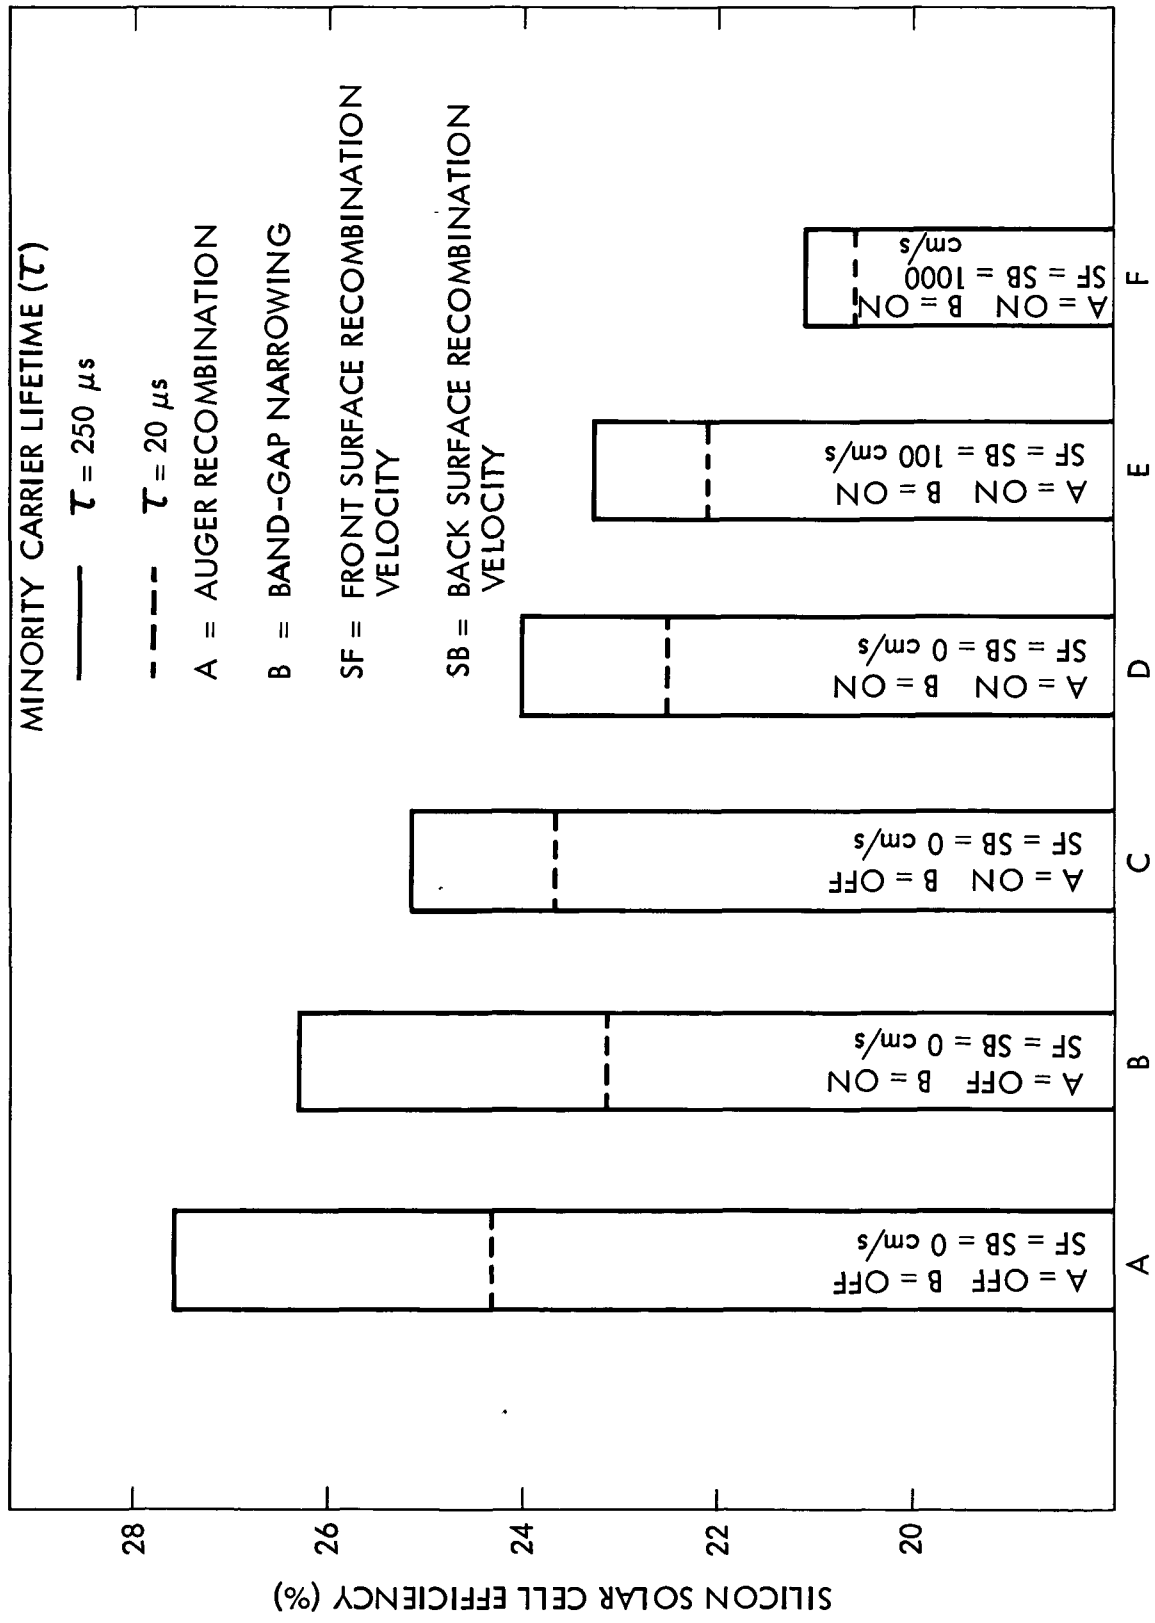 MINORITY CARRIER LIFETIME (τ)
τ = 250 μs
τ = 20 μs
A = AUGER RECOMBINATION
B = BAND-GAP NARROWING
SF = FRONT SURFACE RECOMBINATION
VELOCITY
SB = BACK SURFACE RECOMBINATION
VELOCITY
SILICON SOLAR CELL EFFICIENCY (%)
28
26
24
22
20
A = OFF B = OFF
SF = SB = 0 cm/s
A = OFF B = ON
SF = SB = 0 cm/s
A = ON B = OFF
SF = SB = 0 cm/s
A = ON B = ON
SF = SB = 0 cm/s
A = ON B = ON
SF = SB = 100 cm/s
A = ON B = ON
SF = SB = 1000
cm/s
A
B
C
D
E
F